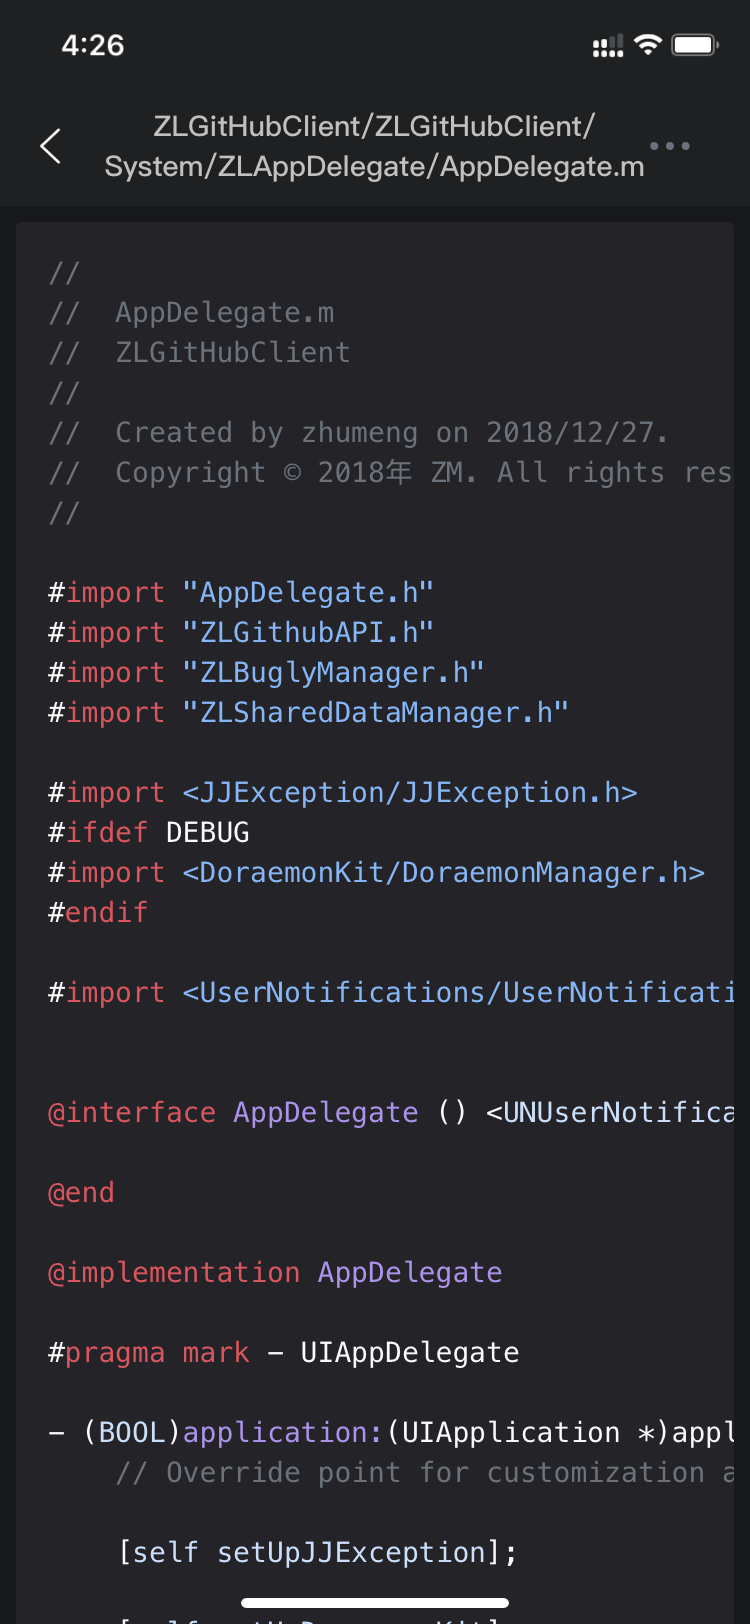 4:26
ZLGitHubClient/ZLGitHubClient/
System/ZLAppDelegate/AppDelegate.m
//
//  AppDelegate.m
//  ZLGitHubClient
//
//  Created by zhumeng on 2018/12/27.
//  Copyright © 2018年 ZM. All rights res
//
#import "AppDelegate.h"
#import "ZLGithubAPI.h"
#import "ZLBuglyManager.h"
#import "ZLSharedDataManager.h"
#import <JJException/JJException.h>
#ifdef DEBUG
#import <DoraemonKit/DoraemonManager.h>
#endif
#import <UserNotifications/UserNotificati
@interface AppDelegate () <UNUserNotifica
@end
@implementation AppDelegate
#pragma mark - UIAppDelegate
- (BOOL)application:(UIApplication *)appl
    // Override point for customization a
    [self setUpJJException];